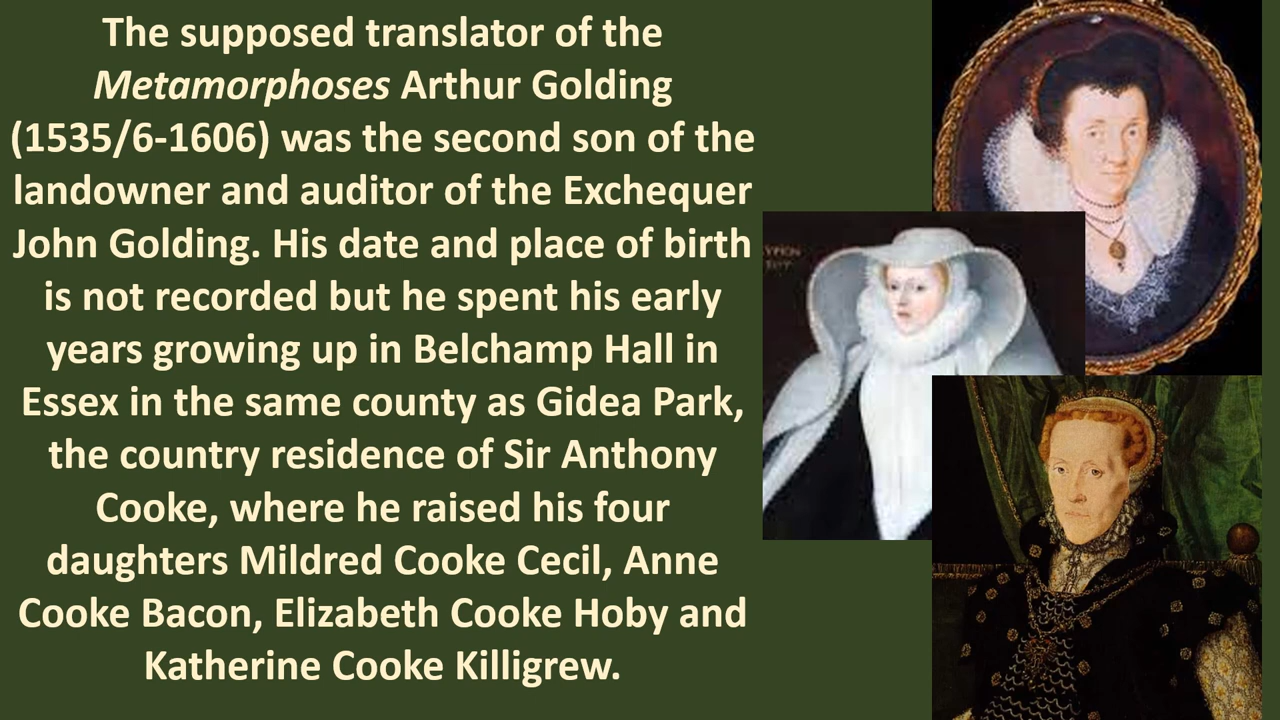 The supposed translator of the
Metamorphoses Arthur Golding
(1535/6-1606) was the second son of the
landowner and auditor of the Exchequer
John Golding. His date and place of birth
is not recorded but he spent his early
years growing up in Belchamp Hall in
Essex in the same county as Gidea Park,
the country residence of Sir Anthony
Cooke, where he raised his four
daughters Mildred Cooke Cecil, Anne
Cooke Bacon, Elizabeth Cooke Hoby and
Katherine Cooke Killigrew.